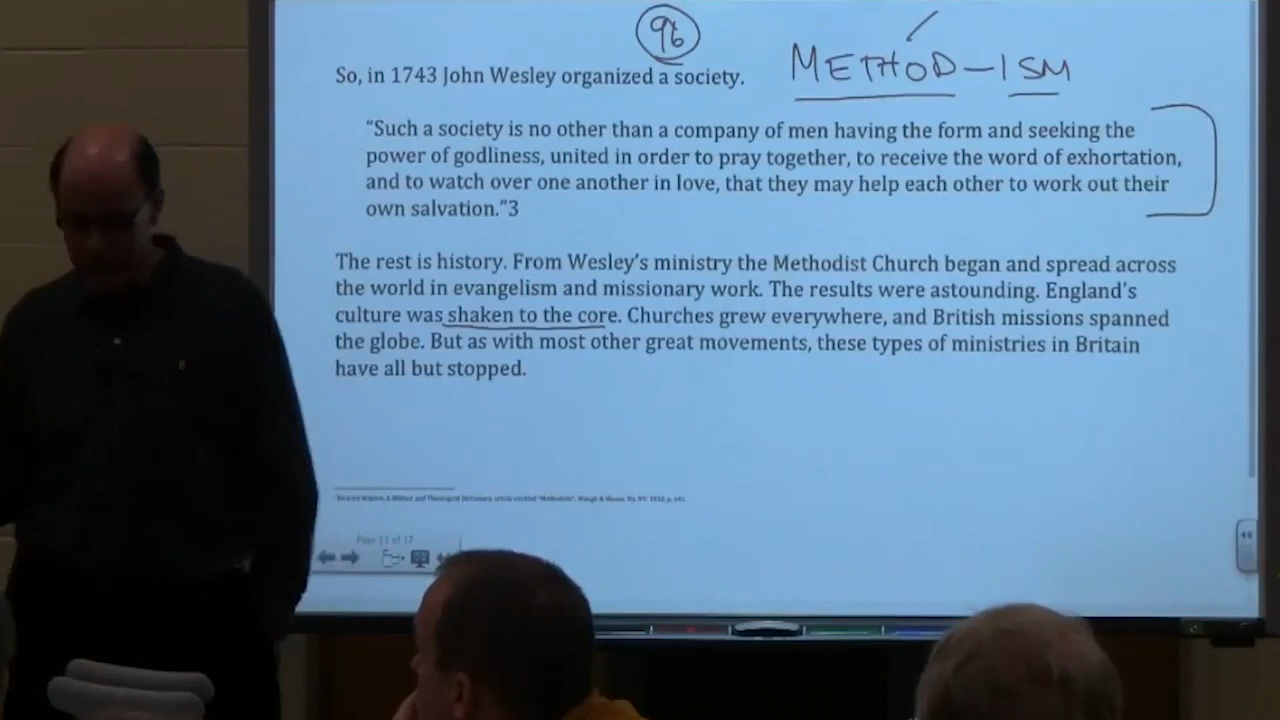 96
METHOD-ISM
So, in 1743 John Wesley organized a society.
“Such a society is no other than a company of men having the form and seeking the
power of godliness, united in order to pray together, to receive the word of exhortation,
and to watch over one another in love, that they may help each other to work out their
own salvation.”3
The rest is history. From Wesley’s ministry the Methodist Church began and spread across
the world in evangelism and missionary work. The results were astounding. England’s
culture was shaken to the core. Churches grew everywhere, and British missions spanned
the globe. But as with most other great movements, these types of ministries in Britain
have all but stopped.
Page 11 of 17